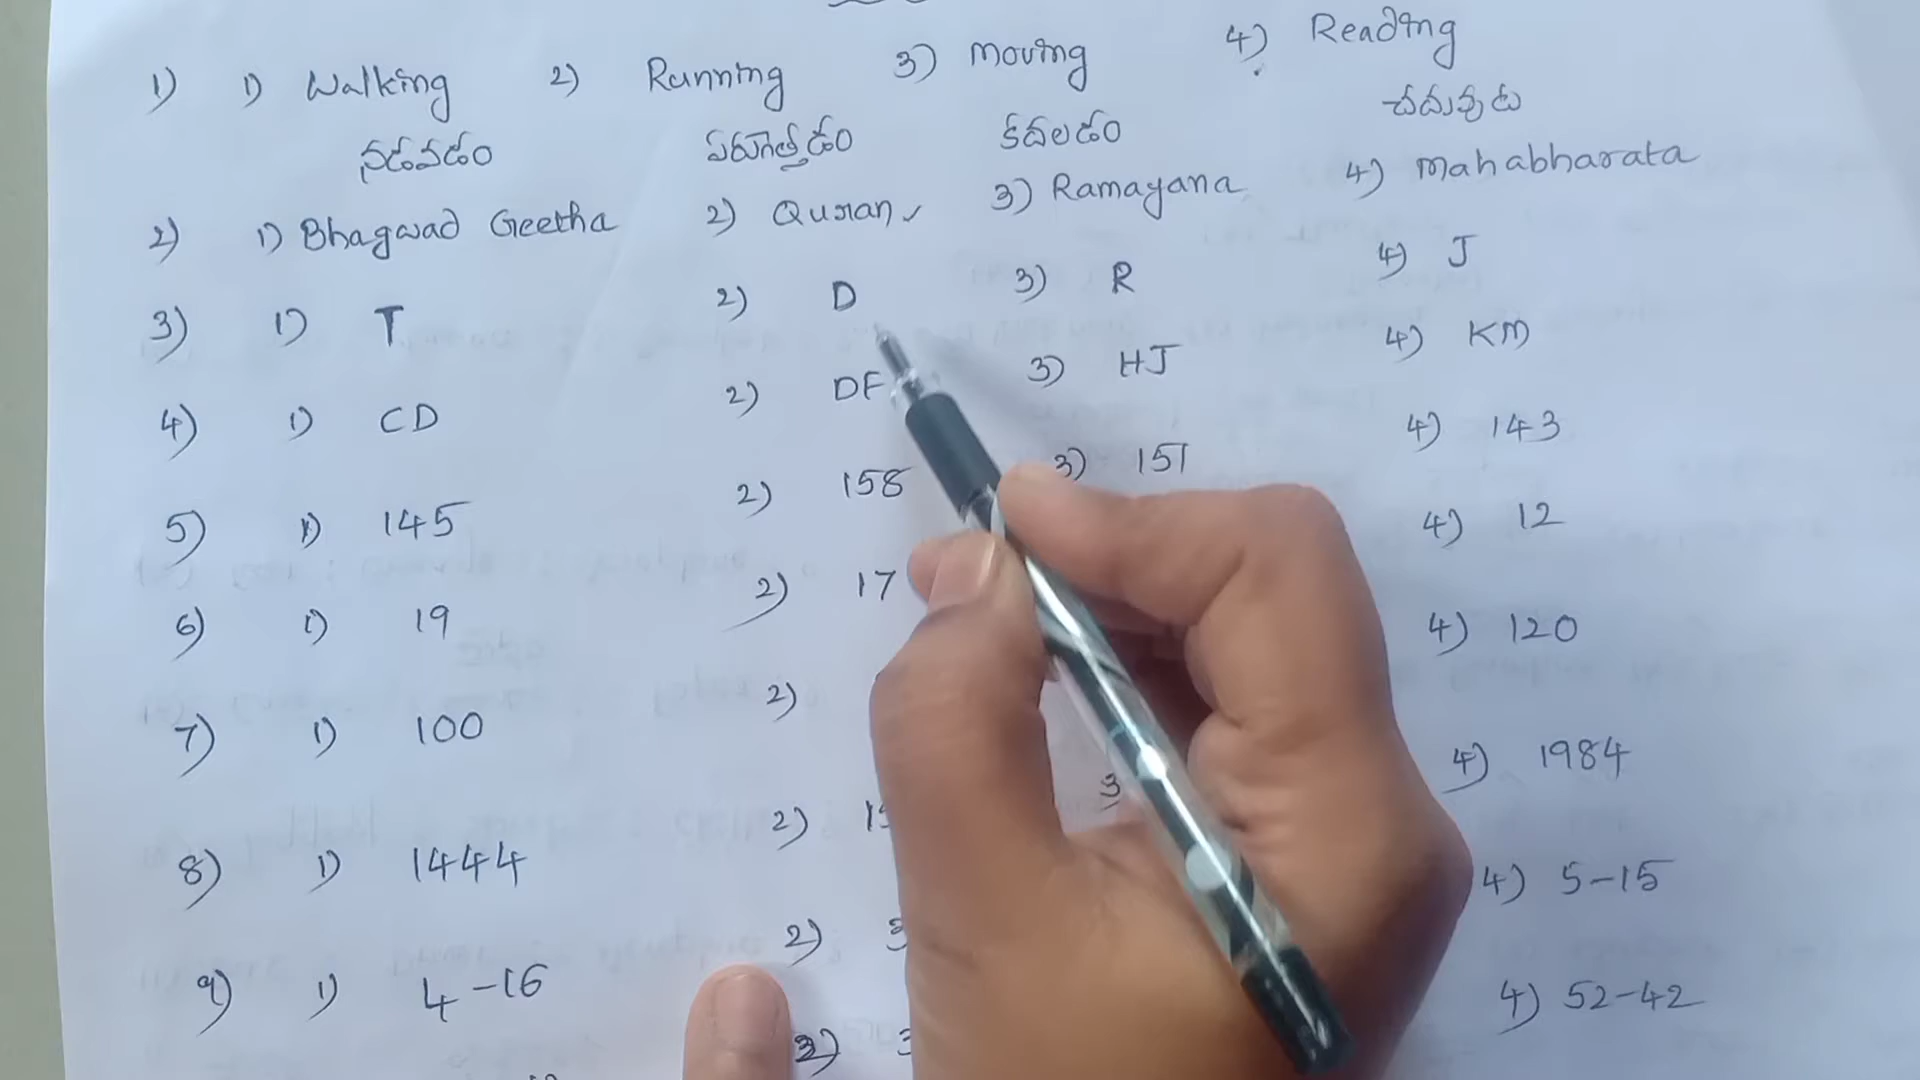 1) 1) Walking 2) Running 3) Moving 4) Reading
నడవడం పరుగెత్తడం కదలడం చదువుట
2) 1) Bhagwad Geetha 2) Quran ✓ 3) Ramayana 4) Mahabharata
3) 1) T 2) D 3) R 4) J
4) 1) CD 2) DF 3) HJ 4) KM
5) 1) 145 2) 158 3) 151 4) 143
6) 1) 19 2) 17 4) 12
7) 1) 100 2) 4) 120
8) 1) 1444 2) 3 4) 1984
9) 1) 4-16 2) 4) 5-15
2) 4) 52-42